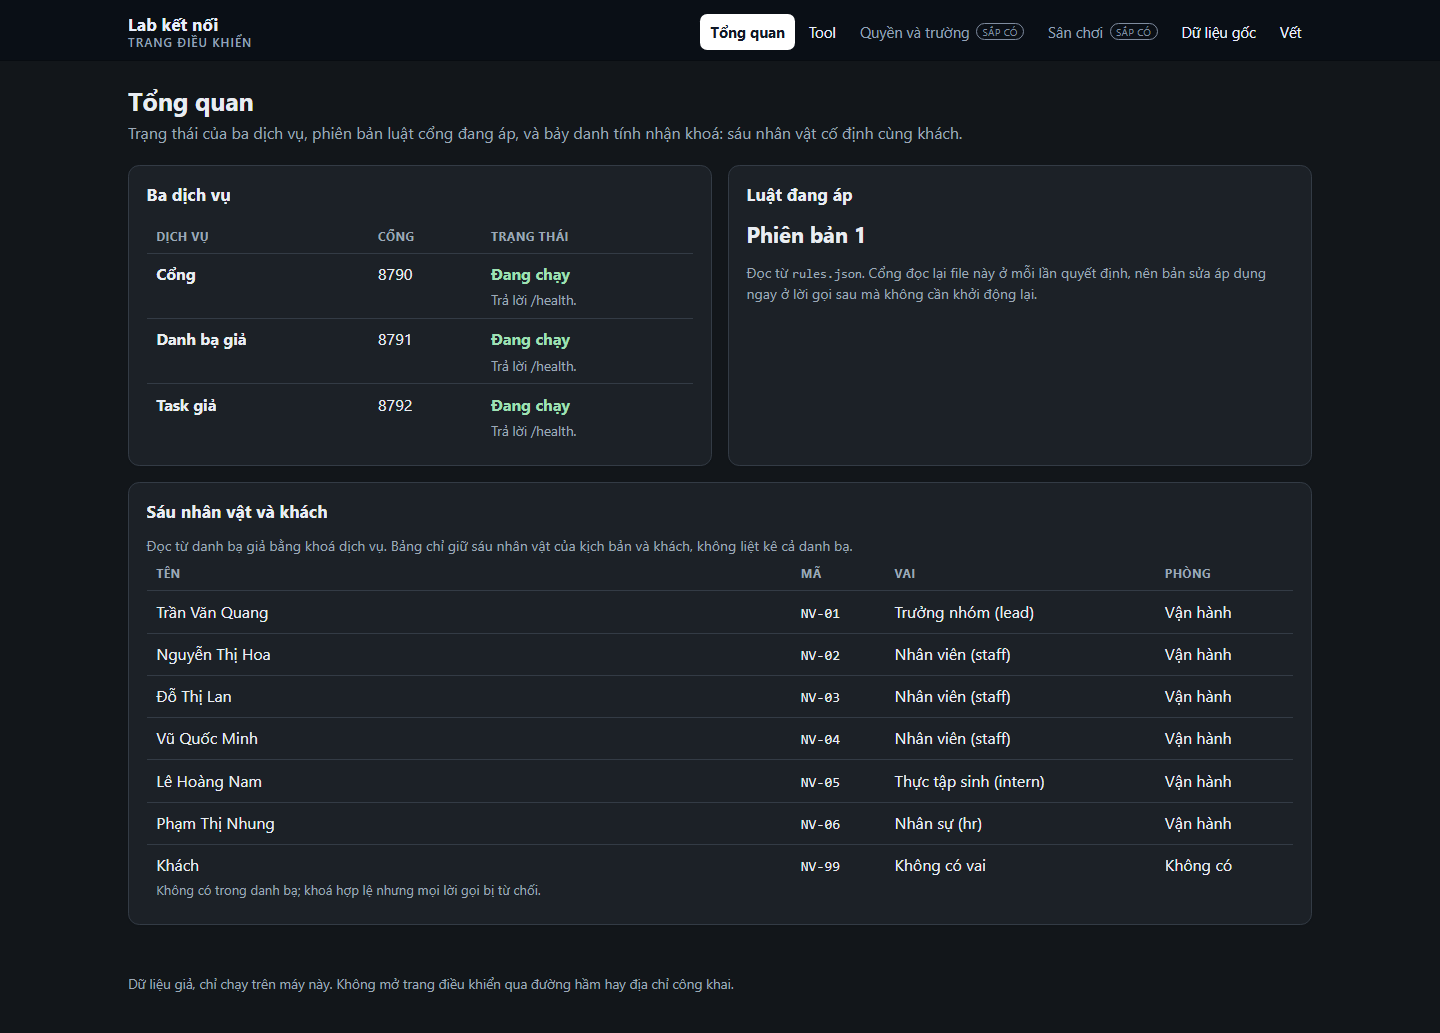 Lab kết nối
TRANG ĐIỀU KHIỂN
Tổng quan
Tool
Quyền và trường SẮP CÓ
Sân chơi SẮP CÓ
Dữ liệu gốc
Vết
Tổng quan
Trạng thái của ba dịch vụ, phiên bản luật cổng đang áp, và bảy danh tính nhận khoá: sáu nhân vật cố định cùng khách.
Ba dịch vụ
DỊCH VỤ CỔNG TRẠNG THÁI
Cổng 8790 Đang chạy
Trả lời /health.
Danh bạ giả 8791 Đang chạy
Trả lời /health.
Task giả 8792 Đang chạy
Trả lời /health.
Luật đang áp
Phiên bản 1
Đọc từ rules.json. Cổng đọc lại file này ở mỗi lần quyết định, nên bản sửa áp dụng
ngay ở lời gọi sau mà không cần khởi động lại.
Sáu nhân vật và khách
Đọc từ danh bạ giả bằng khoá dịch vụ. Bảng chỉ giữ sáu nhân vật của kịch bản và khách, không liệt kê cả danh bạ.
TÊN MÃ VAI PHÒNG
Trần Văn Quang NV-01 Trưởng nhóm (lead) Vận hành
Nguyễn Thị Hoa NV-02 Nhân viên (staff) Vận hành
Đỗ Thị Lan NV-03 Nhân viên (staff) Vận hành
Vũ Quốc Minh NV-04 Nhân viên (staff) Vận hành
Lê Hoàng Nam NV-05 Thực tập sinh (intern) Vận hành
Phạm Thị Nhung NV-06 Nhân sự (hr) Vận hành
Khách NV-99 Không có vai Không có
Không có trong danh bạ; khoá hợp lệ nhưng mọi lời gọi bị từ chối.
Dữ liệu giả, chỉ chạy trên máy này. Không mở trang điều khiển qua đường hầm hay địa chỉ công khai.